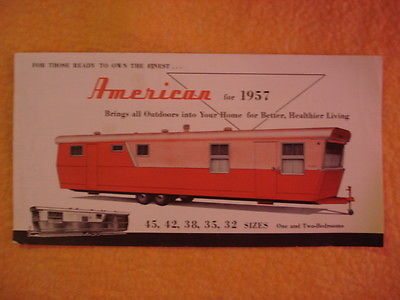 FOR THOSE READY TO OWN THE FINEST . . .
American for 1957
Brings all Outdoors into Your Home for Better, Healthier Living
45, 42, 38, 35, 32 SIZES One and Two-Bedrooms